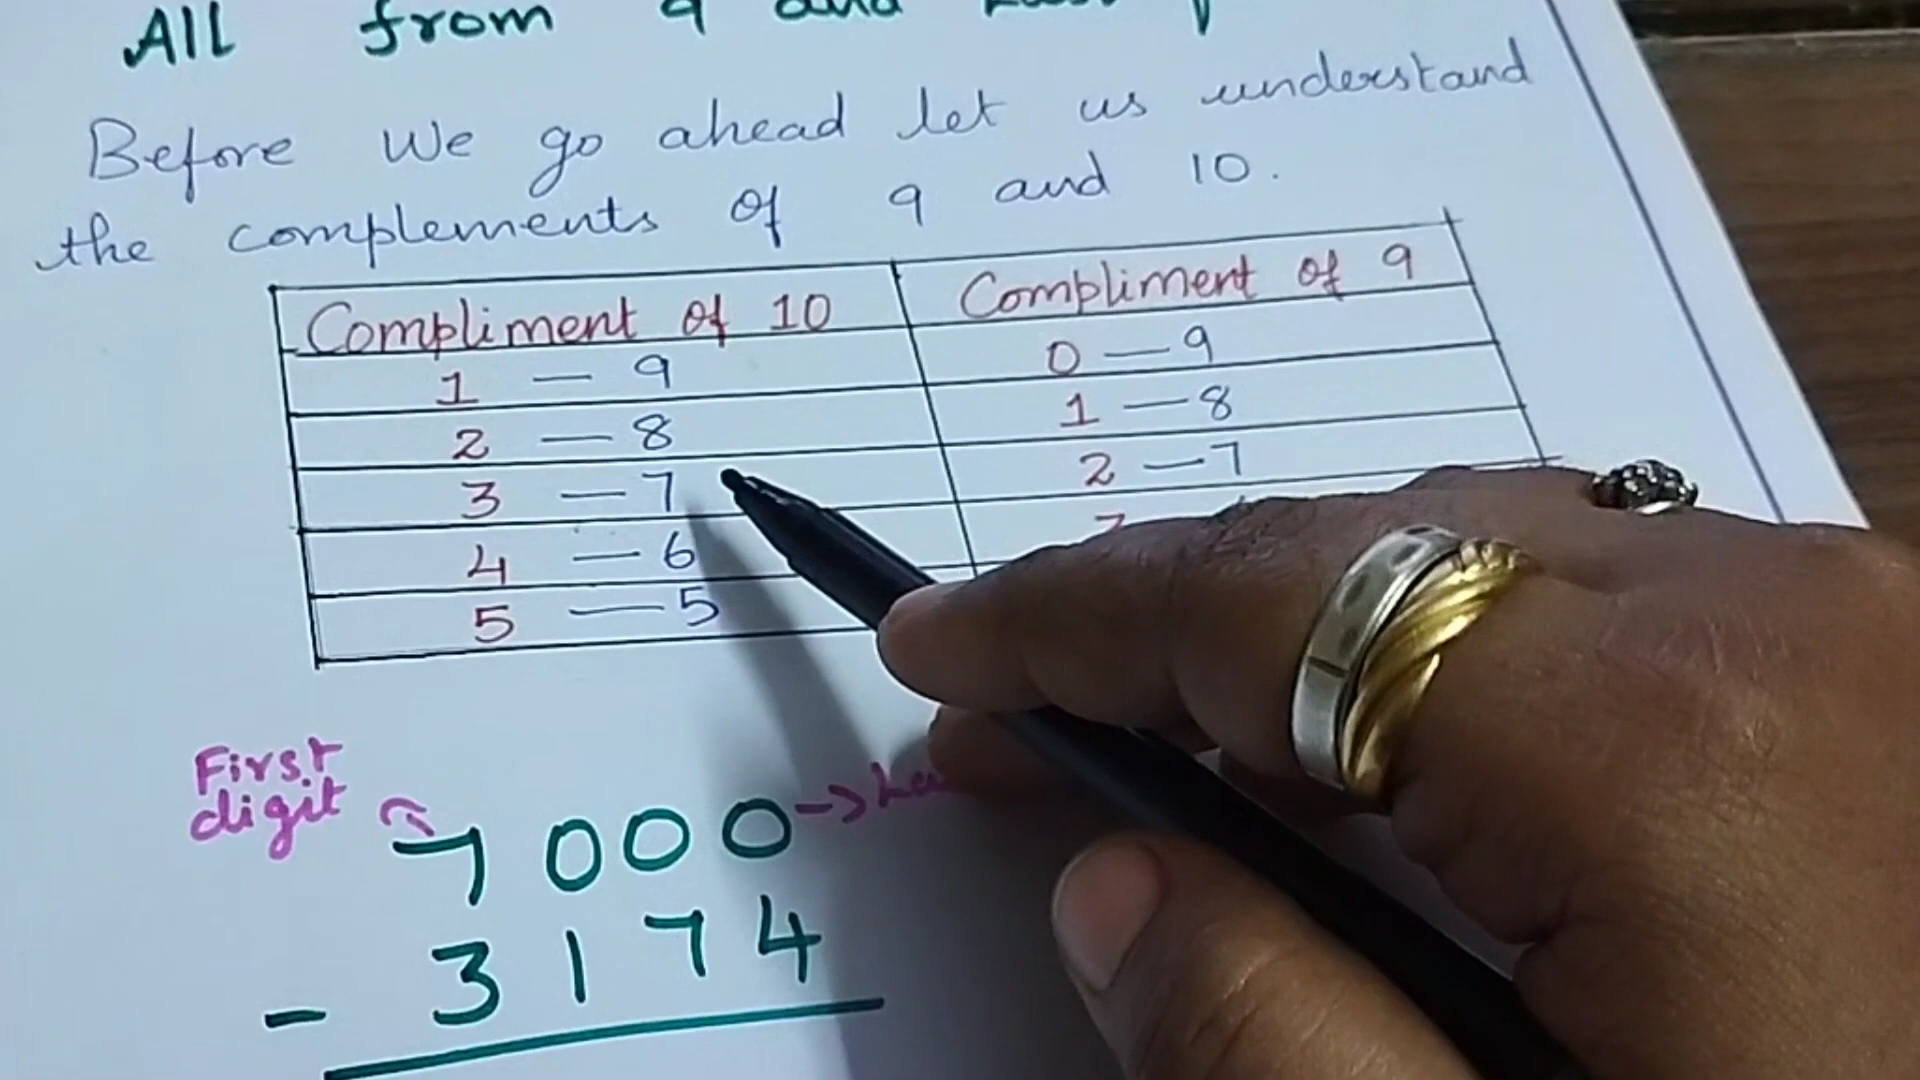 All from 9 and
Before We go ahead let us understand
the complements of 9 and 10.
Compliment of 10 Compliment of 9
1 — 9 0 — 9
2 — 8 1 — 8
3 — 7 2 — 7
4 — 6
5 — 5
First
digit
7000
- 3174